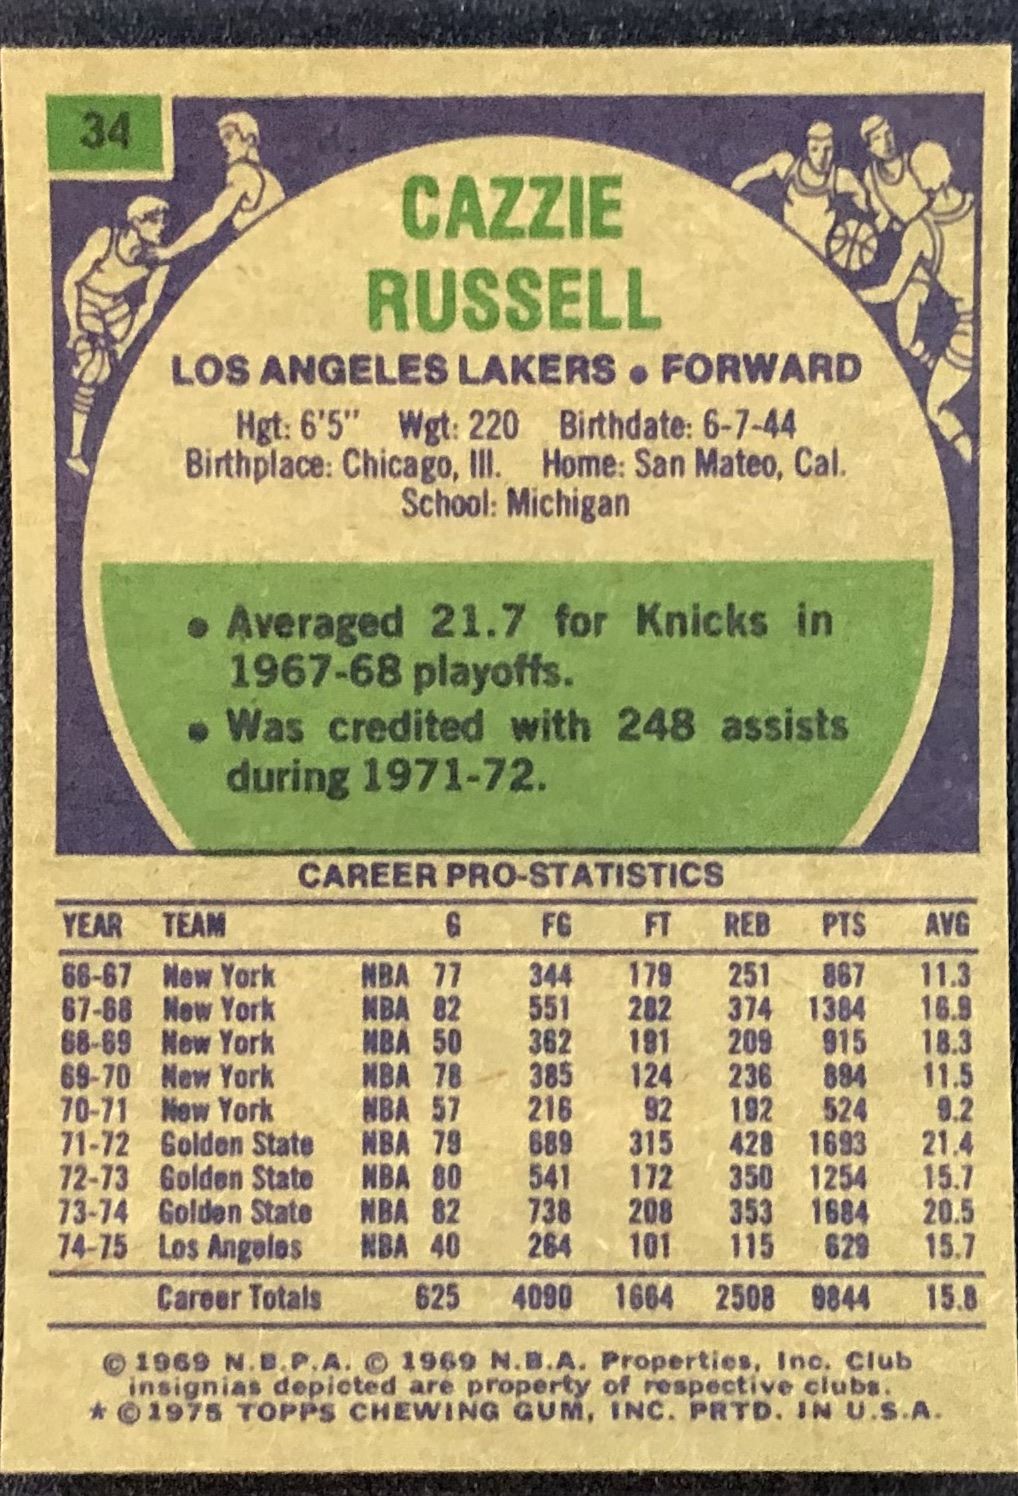 34
CAZZIE
RUSSELL
LOS ANGELES LAKERS • FORWARD
Hgt: 6'5" Wgt: 220 Birthdate: 6-7-44
Birthplace: Chicago, Ill. Home: San Mateo, Cal.
School: Michigan
• Averaged 21.7 for Knicks in
1967-68 playoffs.
• Was credited with 248 assists
during 1971-72.
CAREER PRO-STATISTICS
YEAR TEAM G FG FT REB PTS AVG
66-67 New York NBA 77 344 179 251 867 11.3
67-68 New York NBA 82 551 282 374 1384 16.9
68-69 New York NBA 50 362 191 209 915 18.3
69-70 New York NBA 78 385 124 236 894 11.5
70-71 New York NBA 57 216 92 192 524 9.2
71-72 Golden State NBA 79 689 315 428 1693 21.4
72-73 Golden State NBA 80 541 172 350 1254 15.7
73-74 Golden State NBA 82 738 208 353 1684 20.5
74-75 Los Angeles NBA 40 264 101 115 629 15.7
Career Totals 625 4090 1664 2508 9844 15.8
© 1969 N.B.P.A. © 1969 N.B.A. Properties, Inc. Club
insignias depicted are property of respective clubs.
* © 1975 TOPPS CHEWING GUM, INC. PRTD. IN U.S.A.